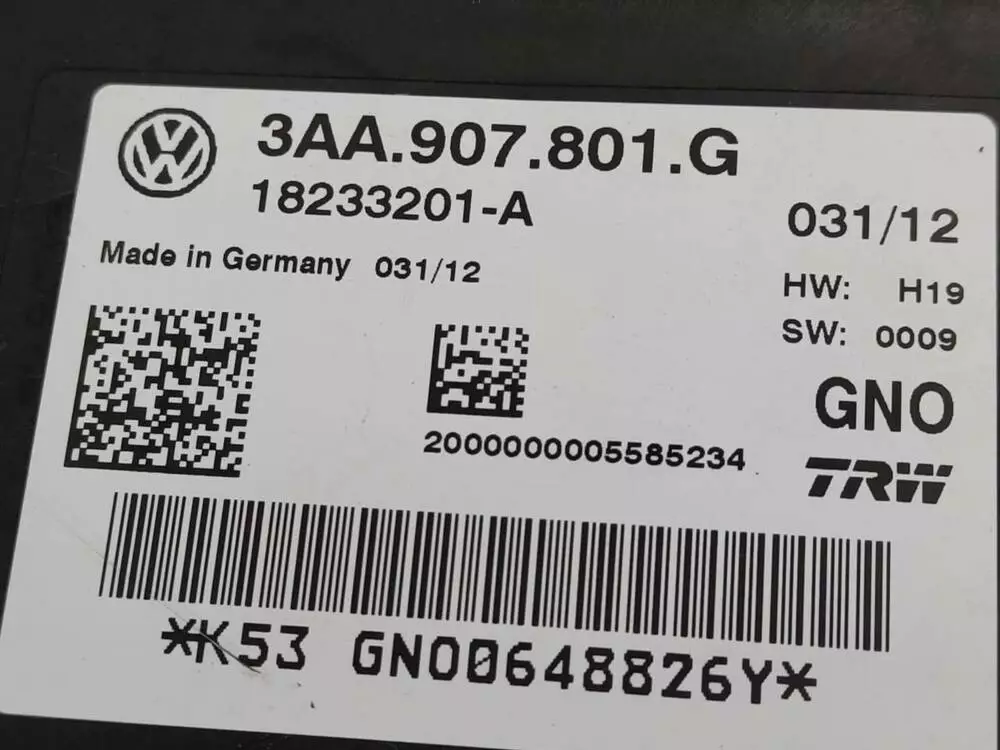 3AA.907.801.G
18233201-A
031/12
Made in Germany 031/12
HW: H19
SW: 0009
GNO
2000000005585234
TRW
*K53 GNO00648826Y*